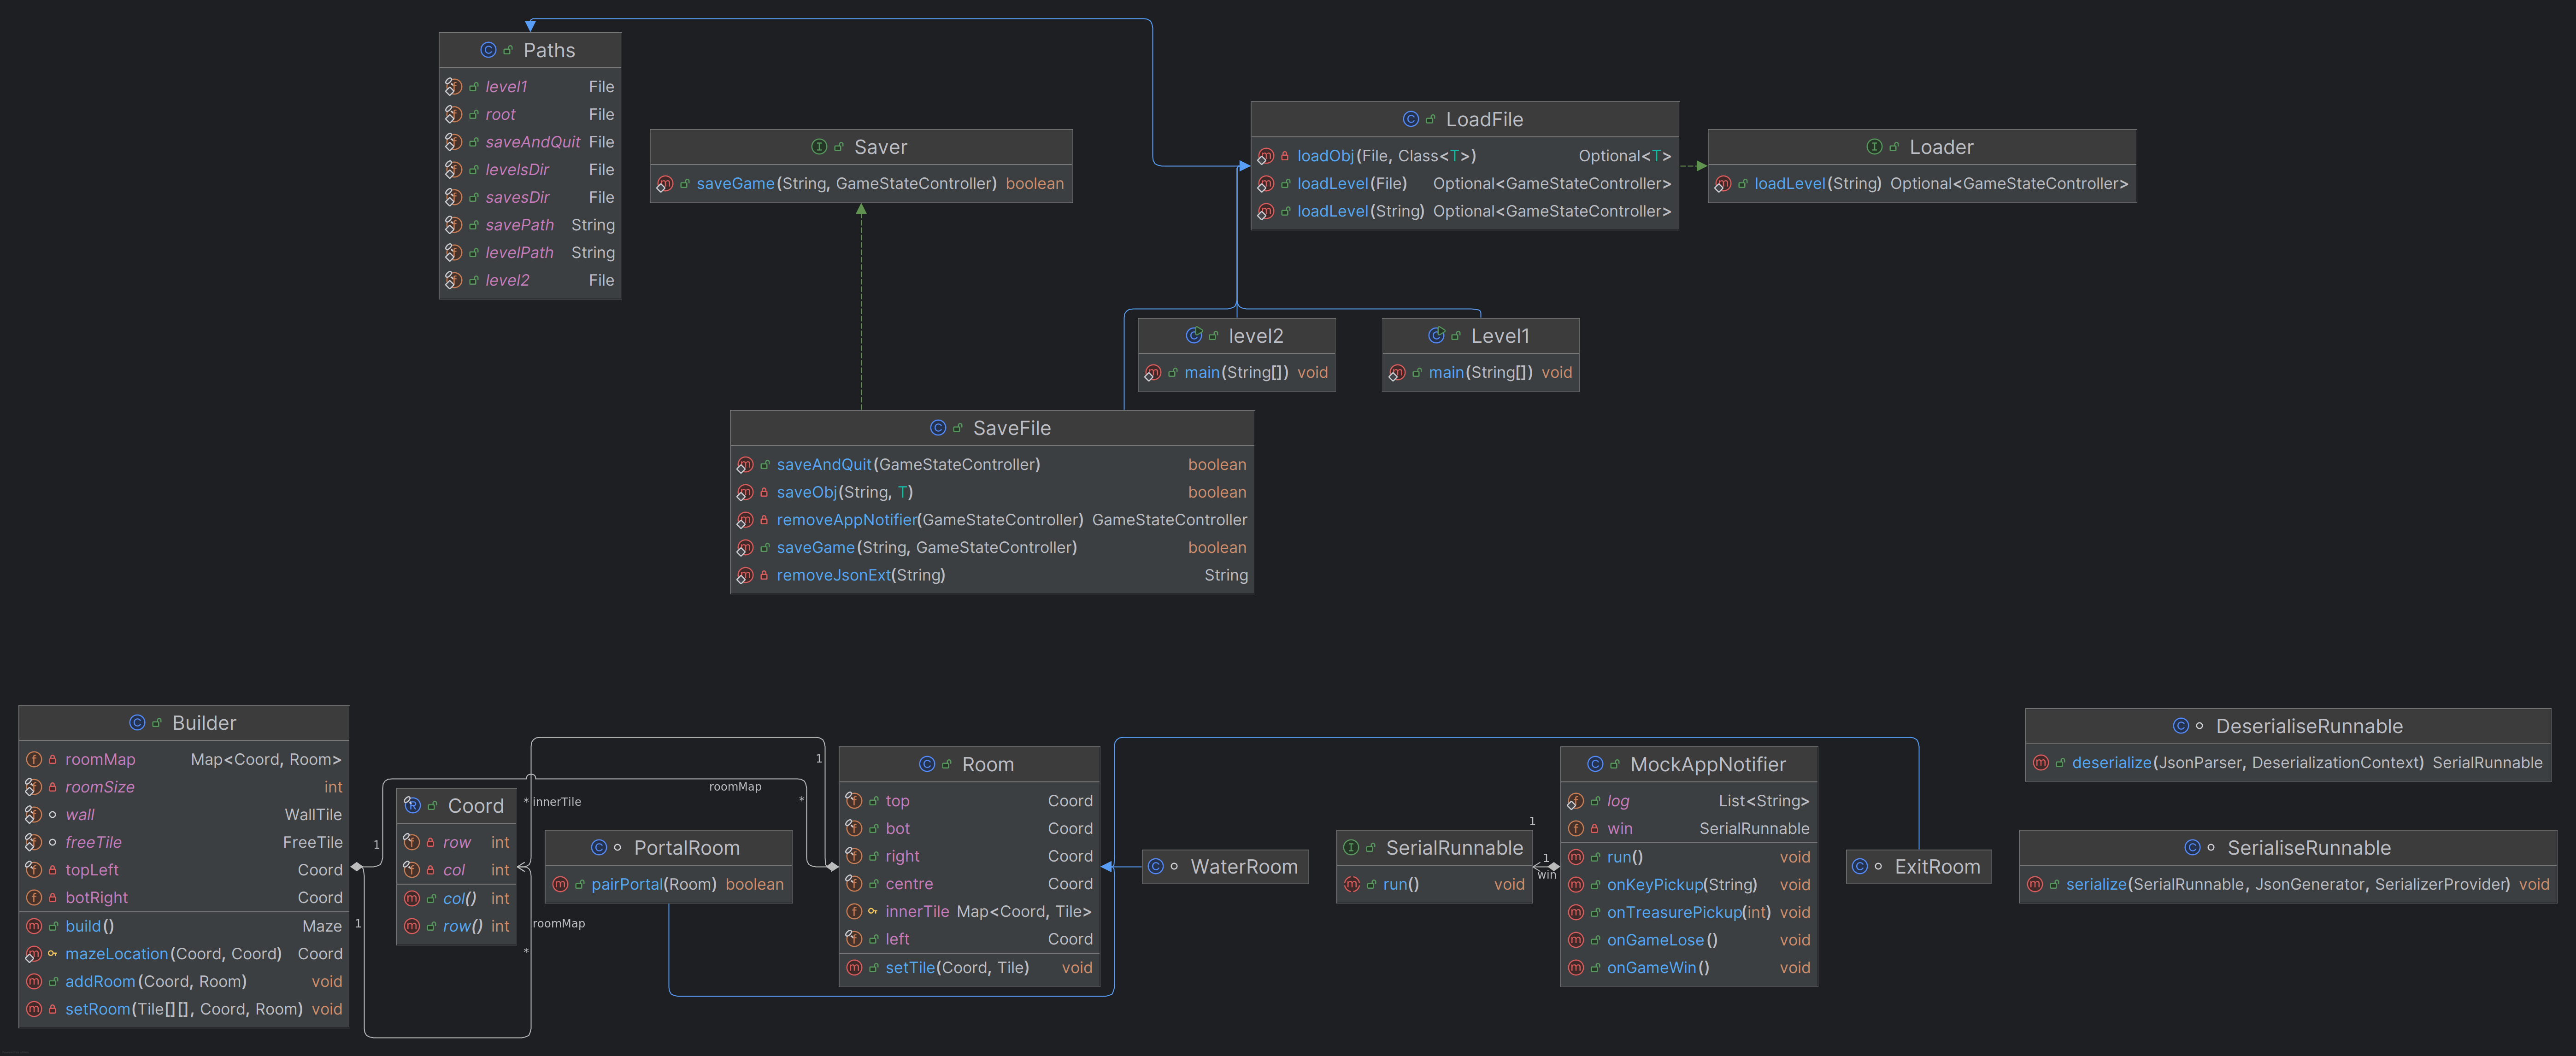 Paths
level1 File
root File
saveAndQuit File
levelsDir File
savesDir File
savePath String
levelPath String
level2 File
Saver
saveGame(String, GameStateController) boolean
LoadFile
loadObj(File, Class<T>) Optional<T>
loadLevel(File) Optional<GameStateController>
loadLevel(String) Optional<GameStateController>
Loader
loadLevel(String) Optional<GameStateController>
level2
main(String[]) void
Level1
main(String[]) void
SaveFile
saveAndQuit(GameStateController) boolean
saveObj(String, T) boolean
removeAppNotifier(GameStateController) GameStateController
saveGame(String, GameStateController) boolean
removeJsonExt(String) String
Builder
roomMap Map<Coord, Room>
roomSize int
wall WallTile
freeTile FreeTile
topLeft Coord
botRight Coord
build() Maze
mazeLocation(Coord, Coord) Coord
addRoom(Coord, Room) void
setRoom(Tile[][], Coord, Room) void
1
1
Coord
row int
col int
col() int
row() int
* innerTile
roomMap
*
PortalRoom
pairPortal(Room) boolean
roomMap
*
1
Room
top Coord
bot Coord
right Coord
centre Coord
innerTile Map<Coord, Tile>
left Coord
setTile(Coord, Tile) void
WaterRoom
SerialRunnable
run() void
1
1
win
MockAppNotifier
log List<String>
win SerialRunnable
run() void
onKeyPickup(String) void
onTreasurePickup(int) void
onGameLose() void
onGameWin() void
ExitRoom
DeserialiseRunnable
deserialize(JsonParser, DeserializationContext) SerialRunnable
SerialiseRunnable
serialize(SerialRunnable, JsonGenerator, SerializerProvider) void